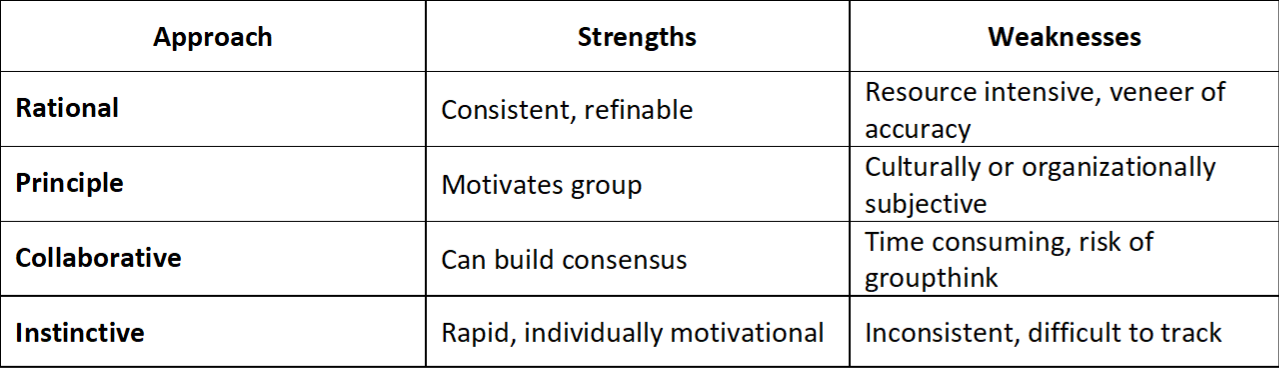 Approach
Strengths
Weaknesses
Rational
Consistent, refinable
Resource intensive, veneer of
accuracy
Principle
Motivates group
Culturally or organizationally
subjective
Collaborative
Can build consensus
Time consuming, risk of
groupthink
Instinctive
Rapid, individually motivational
Inconsistent, difficult to track